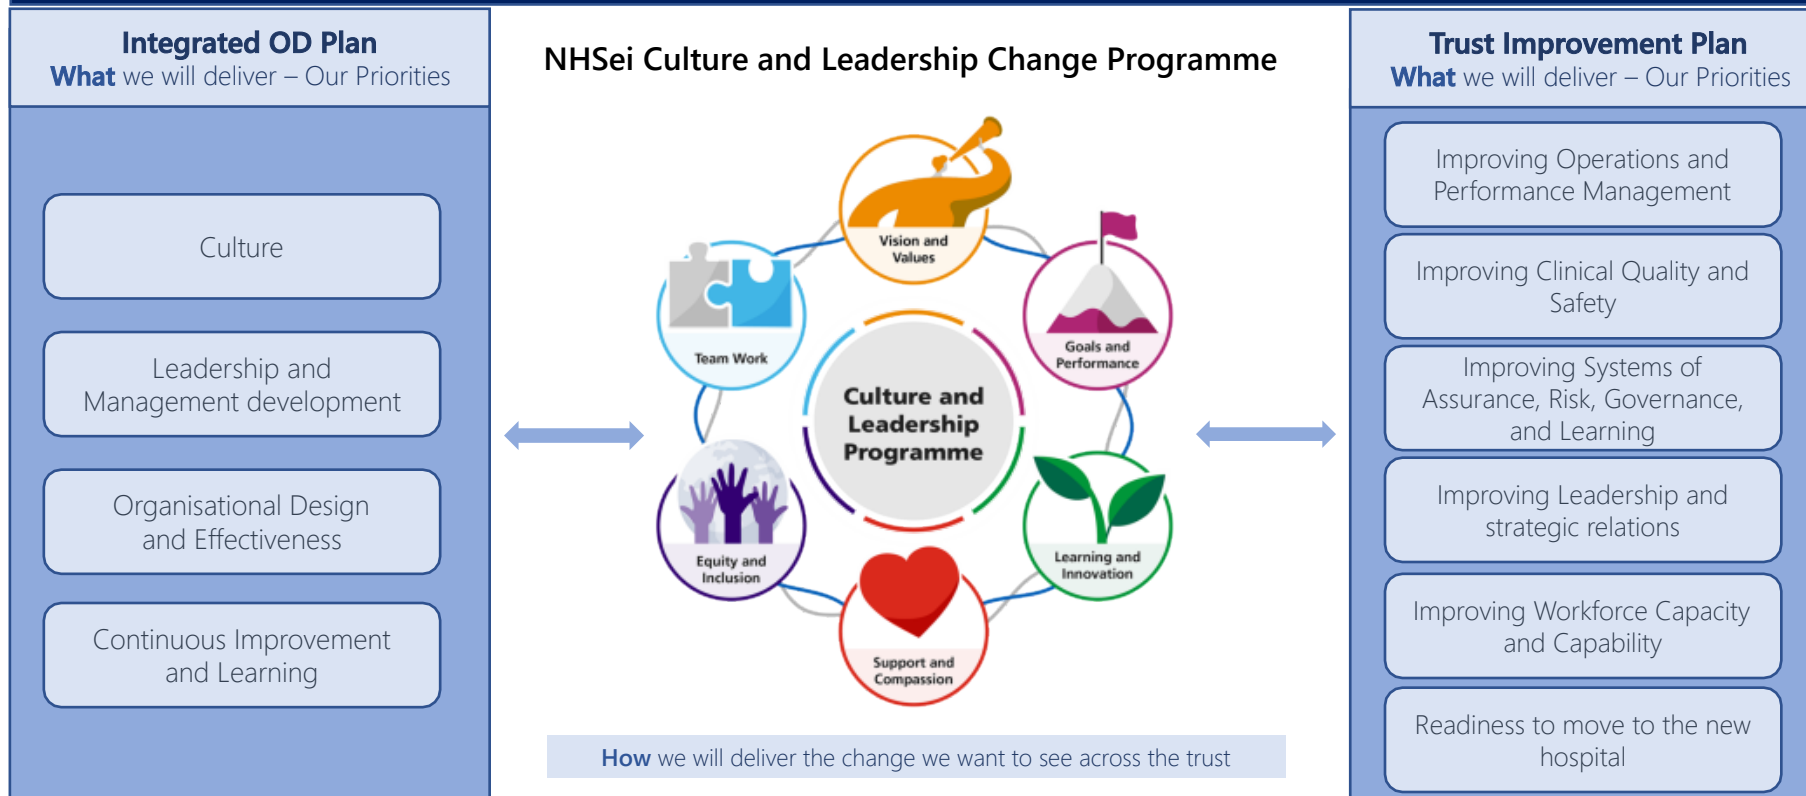 Integrated OD Plan
What we will deliver – Our Priorities
Culture
Leadership and
Management development
Organisational Design
and Effectiveness
Continuous Improvement
and Learning
NHSei Culture and Leadership Change Programme
Vision and
Values
Goals and
Performance
Learning and
Innovation
Support and
Compassion
Equity and
Inclusion
Team Work
Culture and
Leadership
Programme
How we will deliver the change we want to see across the trust
Trust Improvement Plan
What we will deliver – Our Priorities
Improving Operations and
Performance Management
Improving Clinical Quality and
Safety
Improving Systems of
Assurance, Risk, Governance,
and Learning
Improving Leadership and
strategic relations
Improving Workforce Capacity
and Capability
Readiness to move to the new
hospital